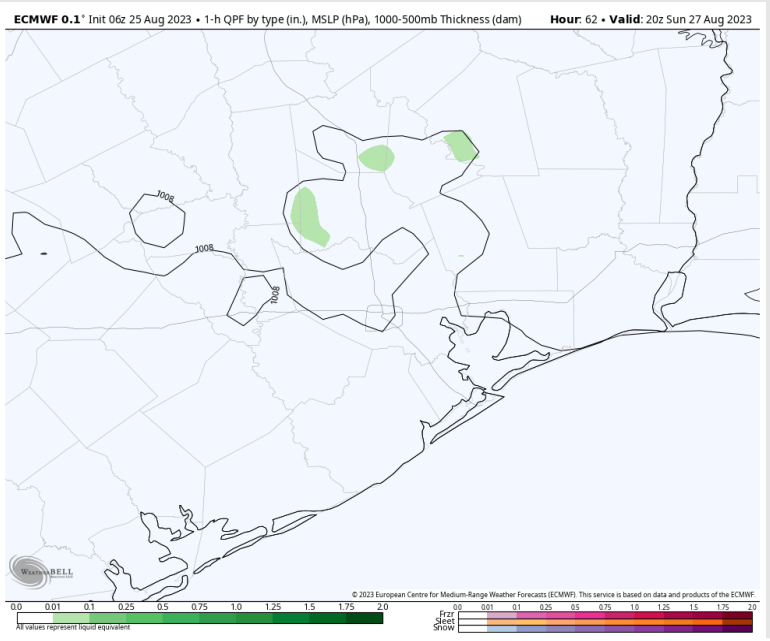 ECMWF 0.1° Init 06z 25 Aug 2023 • 1-h QPF by type (in.), MSLP (hPa), 1000-500mb Thickness (dam)
Hour: 62 • Valid: 20z Sun 27 Aug 2023
1008
1008
1008
WEATHERBELL
© 2023 European Centre for Medium-Range Weather Forecasts (ECMWF). This service is based on data and products of the ECMWF.
0.0 0.01 0.1 0.25 0.5 0.75 1.0 1.25 1.5 1.75 2.0
All values represent liquid equivalent
0.0 0.01 0.1 0.25 0.5 0.75 1.0 1.25 1.5 1.75 2.0
Frzr
Sleet
Snow